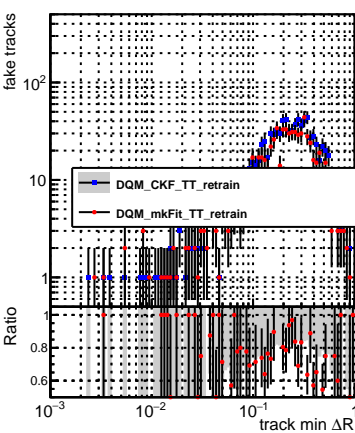 fake tracks
10²
10
1
DQM_CKF_TT_retrain
DQM_mkFit_TT_retrain
Ratio
1
0.8
0.6
10⁻³
10⁻²
10⁻¹
1
track min ΔR